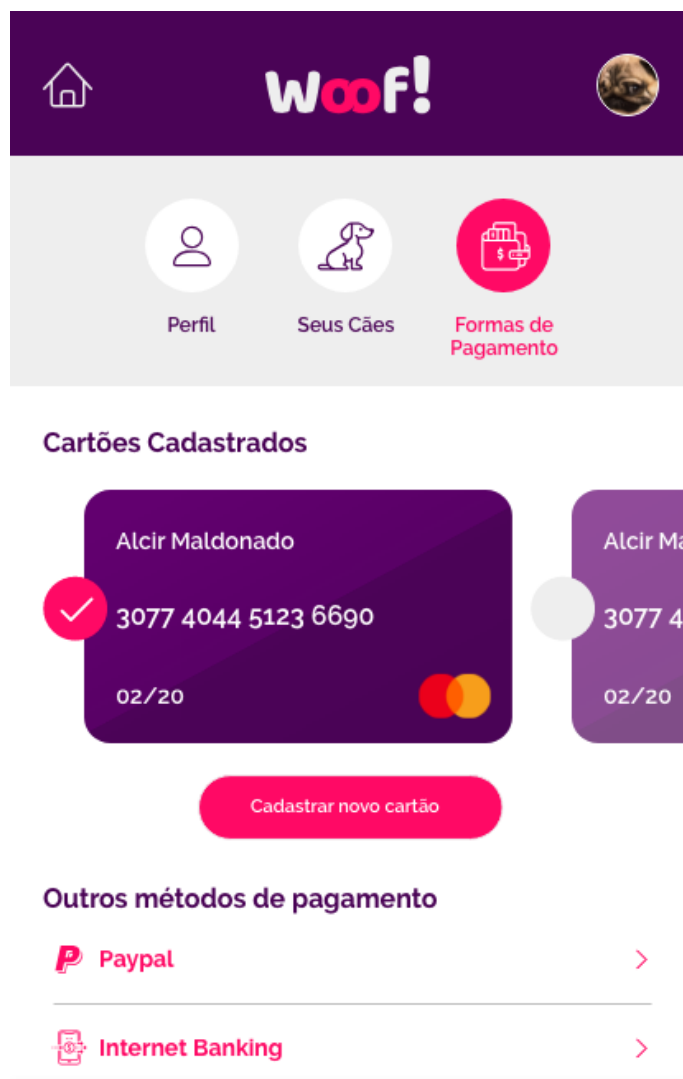 Woof!
Perfil
Seus Cães
Formas de
Pagamento
Cartões Cadastrados
Alcir Maldonado
3077 4044 5123 6690
02/20
Alcir Ma
3077 4
02/20
Cadastrar novo cartão
Outros métodos de pagamento
Paypal
Internet Banking